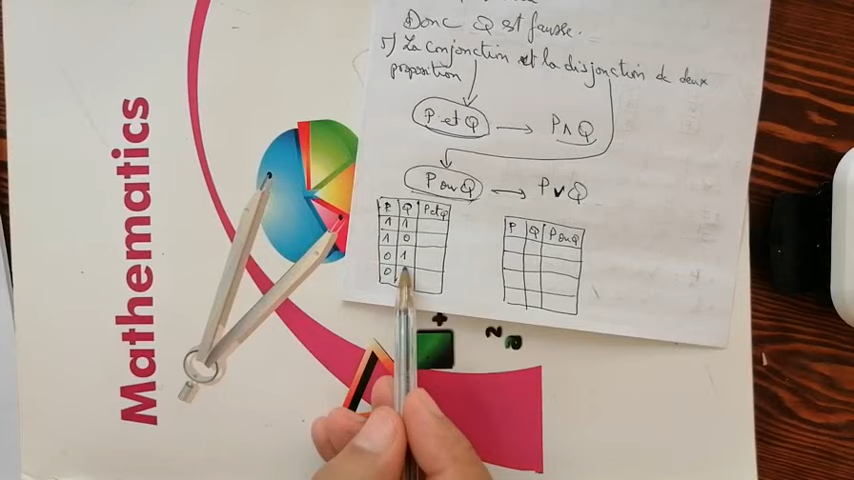 Donc Q est fausse.
5) La conjonction et la disjonction de deux
proposition
P et Q → P ∧ Q
P ou Q → P ∨ Q
P Q P et Q
1 1
1 0
0 1
0
P Q P ou Q
Mathematics